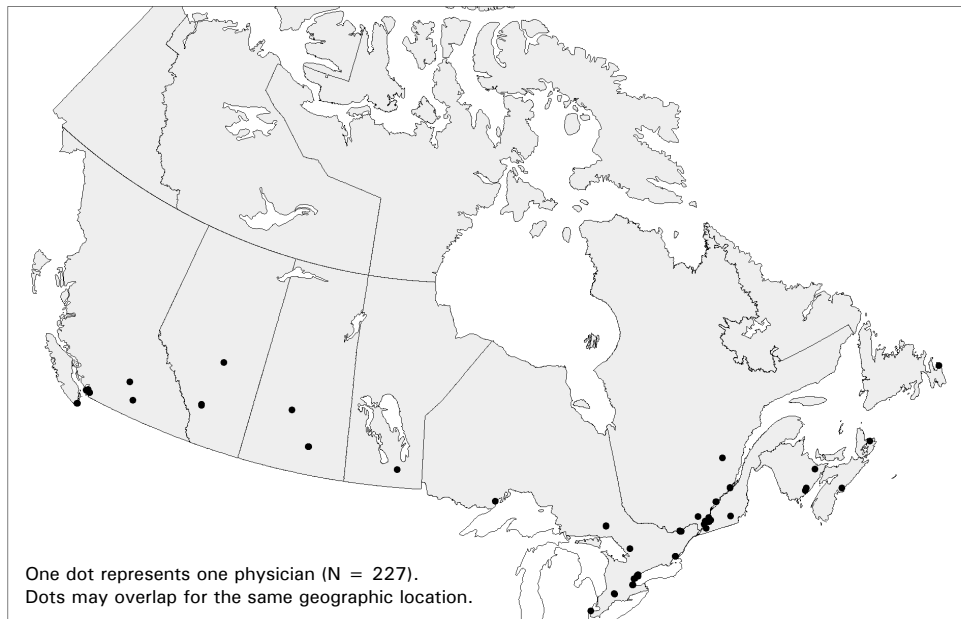 One dot represents one physician (N = 227).
Dots may overlap for the same geographic location.